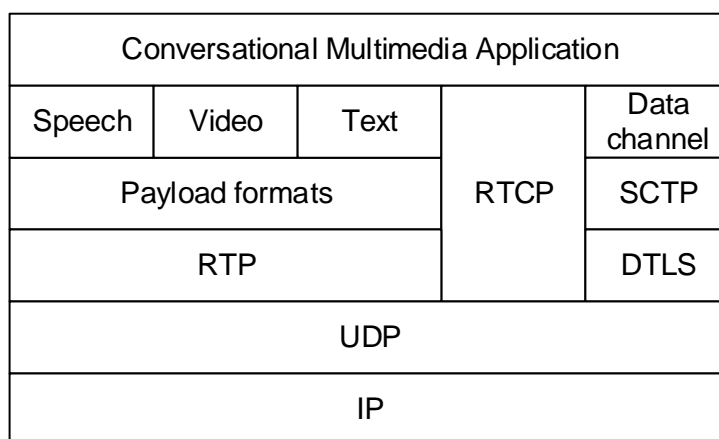 Conversational Multimedia Application
Speech
Video
Text
RTCP
Data
channel
Payload formats
SCTP
RTP
DTLS
UDP
IP